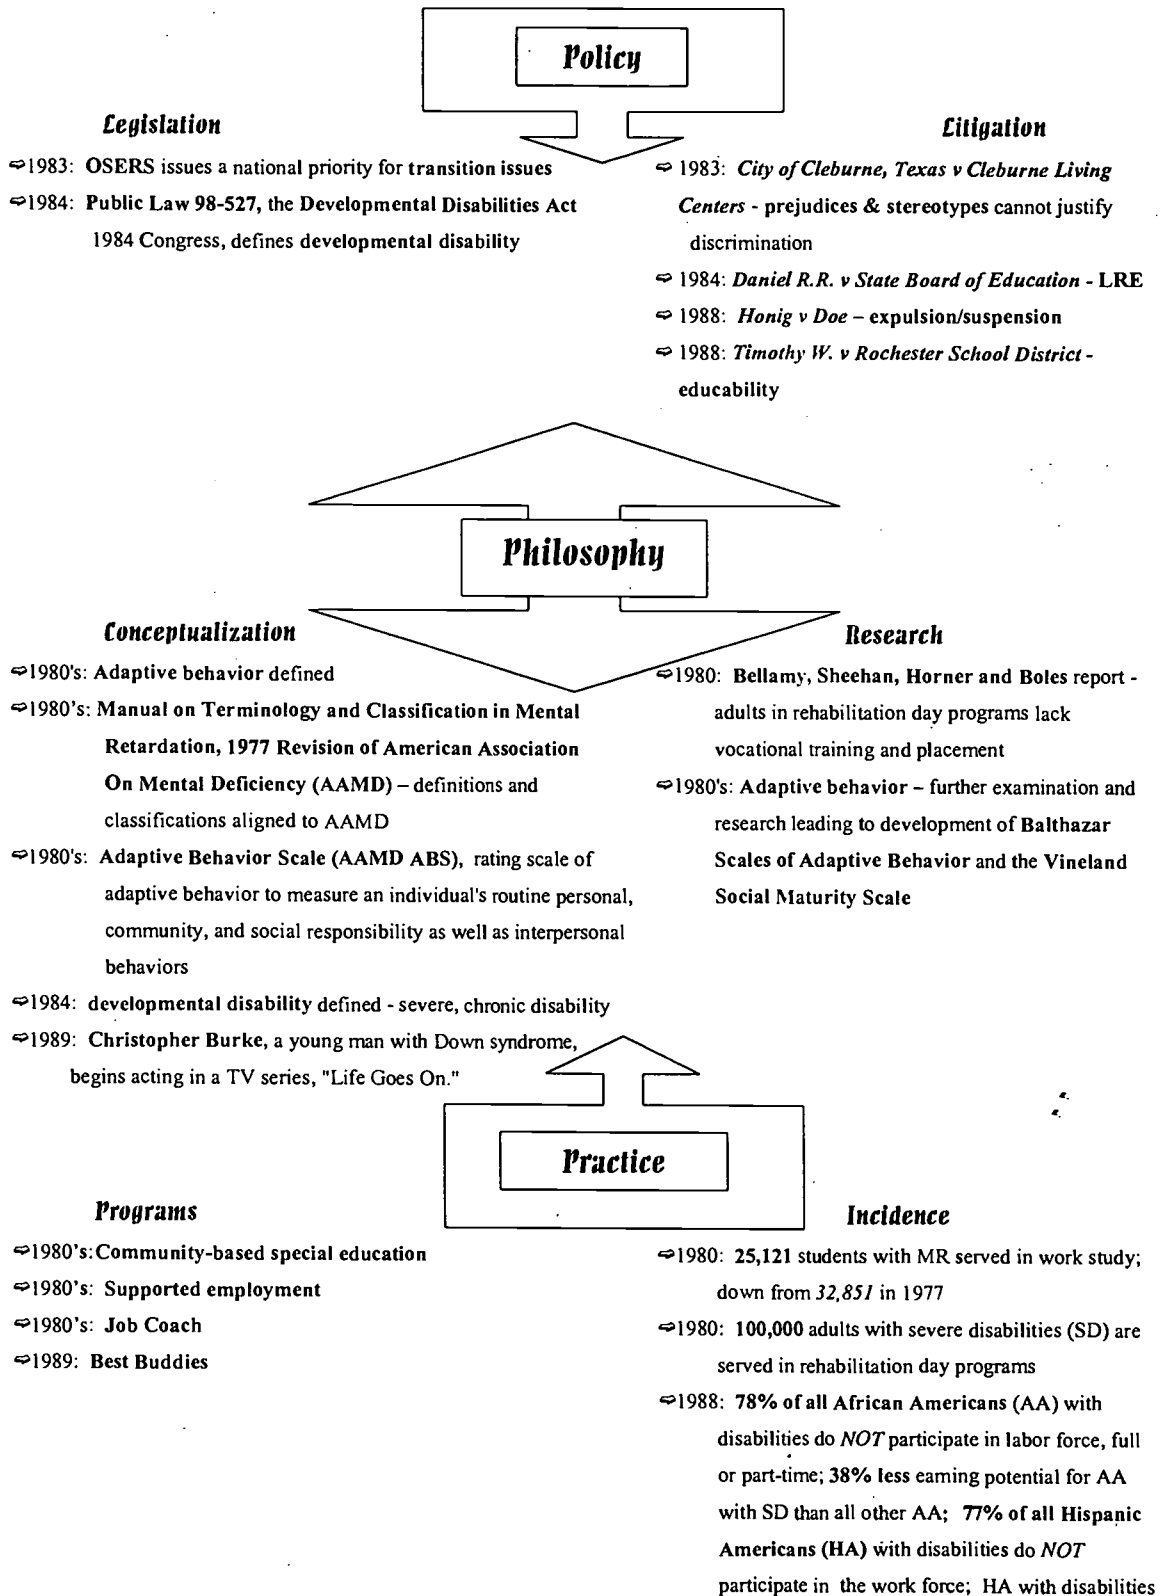 Policy
Legislation
⇨1983: OSERS issues a national priority for transition issues
⇨1984: Public Law 98-527, the Developmental Disabilities Act
1984 Congress, defines developmental disability
Litigation
⇨ 1983: City of Cleburne, Texas v Cleburne Living
Centers - prejudices & stereotypes cannot justify
discrimination
⇨ 1984: Daniel R.R. v State Board of Education - LRE
⇨ 1988: Honig v Doe – expulsion/suspension
⇨ 1988: Timothy W. v Rochester School District -
educability
Philosophy
Conceptualization
⇨1980's: Adaptive behavior defined
⇨1980's: Manual on Terminology and Classification in Mental
Retardation, 1977 Revision of American Association
On Mental Deficiency (AAMD) – definitions and
classifications aligned to AAMD
⇨1980's: Adaptive Behavior Scale (AAMD ABS), rating scale of
adaptive behavior to measure an individual's routine personal,
community, and social responsibility as well as interpersonal
behaviors
⇨1984: developmental disability defined - severe, chronic disability
⇨1989: Christopher Burke, a young man with Down syndrome,
begins acting in a TV series, "Life Goes On."
Research
⇨1980: Bellamy, Sheehan, Horner and Boles report -
adults in rehabilitation day programs lack
vocational training and placement
⇨1980's: Adaptive behavior – further examination and
research leading to development of Balthazar
Scales of Adaptive Behavior and the Vineland
Social Maturity Scale
Practice
Programs
⇨1980's:Community-based special education
⇨1980's: Supported employment
⇨1980's: Job Coach
⇨1989: Best Buddies
Incidence
⇨1980: 25,121 students with MR served in work study;
down from 32,851 in 1977
⇨1980: 100,000 adults with severe disabilities (SD) are
served in rehabilitation day programs
⇨1988: 78% of all African Americans (AA) with
disabilities do NOT participate in labor force, full
or part-time; 38% less earning potential for AA
with SD than all other AA; 77% of all Hispanic
Americans (HA) with disabilities do NOT
participate in the work force; HA with disabilities